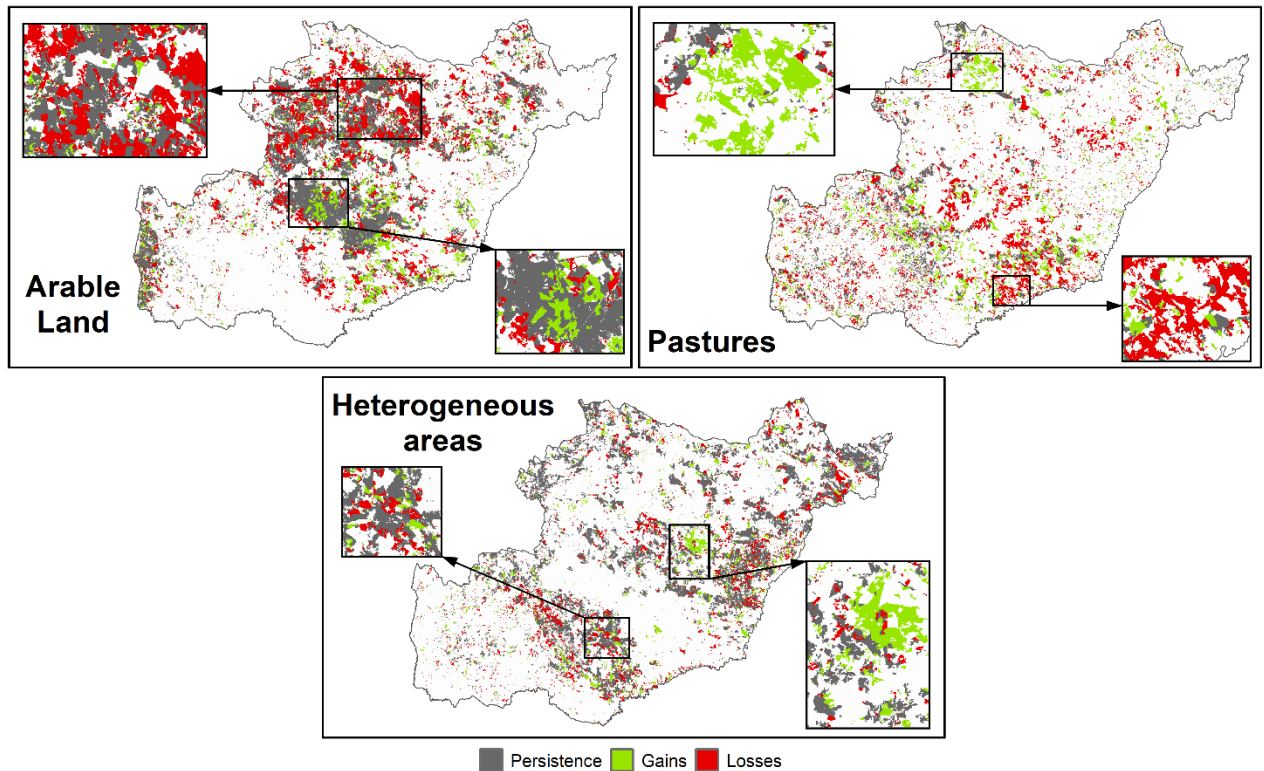 Arable
Land
Pastures
Heterogeneous
areas
Persistence Gains Losses